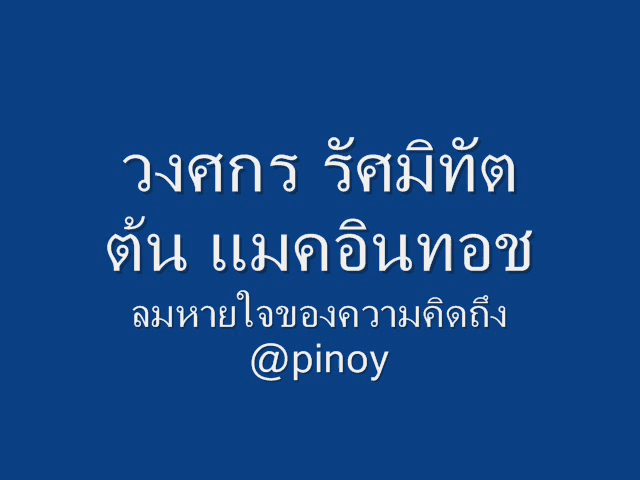 วงศกร รัศมิทัต
ต้น แมคอินทอช
ลมหายใจของความคิดถึง
@pinoy